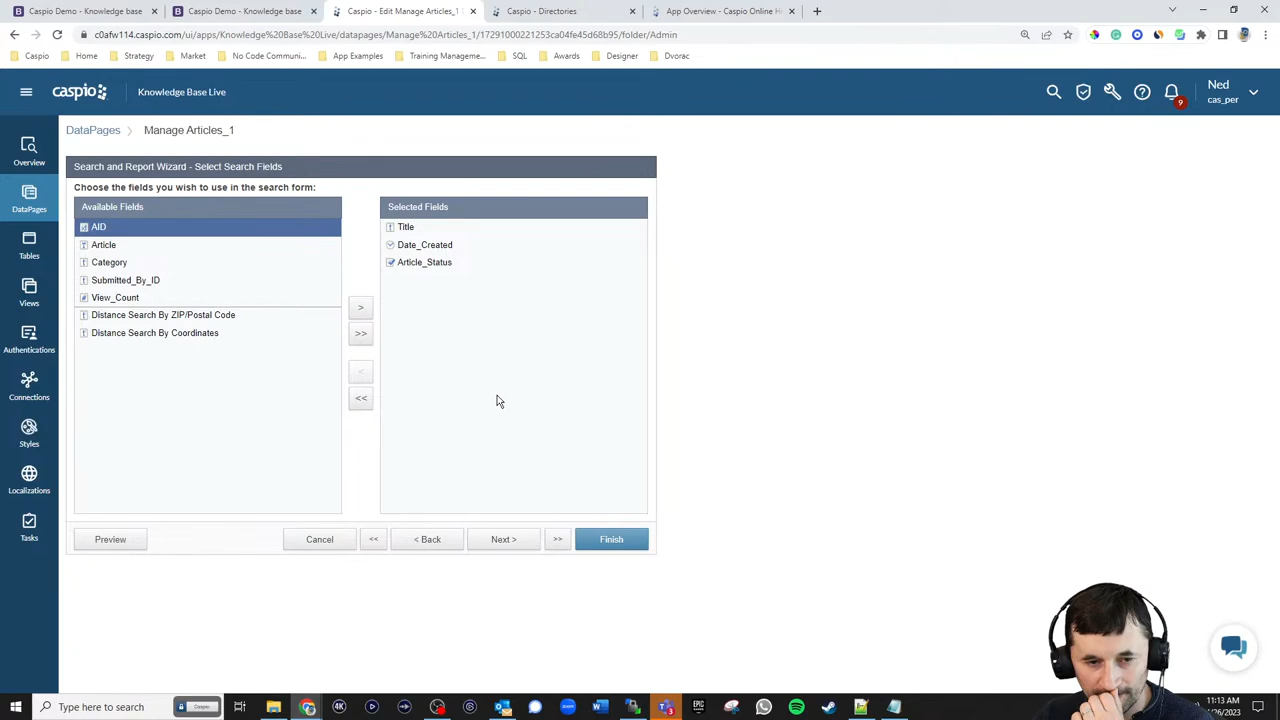 Caspio Demo - Knowledge base
Caspio Demo - Knowledge base
Caspio - Edit Manage Articles_1
Caspio - Directories
App Overview - Caspio Online H
c0afw114.caspio.com/ui/apps/Knowledge%20Base%20Live/datapages/Manage%20Articles_1/17291000221253ca04fe45d68b95/folder/Admin
Caspio
Home
Strategy
Market
No Code Communi...
App Examples
Training Manageme...
SQL
Awards
Designer
Dvorac
caspio
Knowledge Base Live
9
Ned
cas_per
Overview
DataPages
Tables
Views
Authentications
Connections
Styles
Localizations
Tasks
DataPages
Manage Articles_1
Search and Report Wizard - Select Search Fields
Choose the fields you wish to use in the search form:
Available Fields
AID
Article
Category
Submitted_By_ID
View_Count
Distance Search By ZIP/Postal Code
Distance Search By Coordinates
>
>>
<
<<
Selected Fields
Title
Date_Created
Article_Status
Preview
Cancel
<<
< Back
Next >
>>
Finish
Type here to search
Caspio
4K
EPIC
11:13 AM
/26/2023